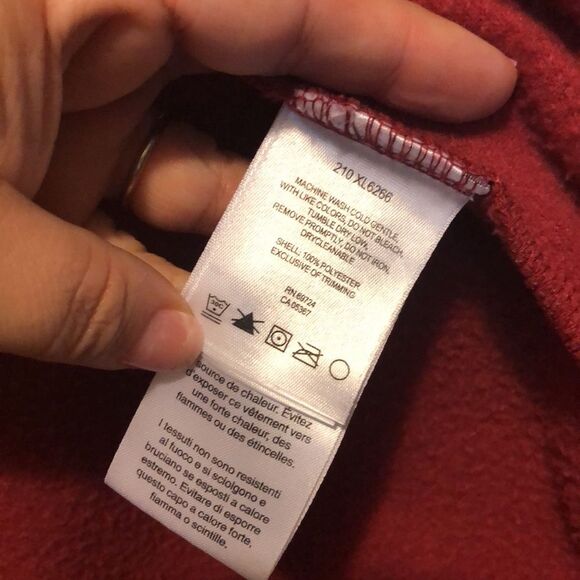 210 XL6266
MACHINE WASH COLD GENTLE,
WITH LIKE COLORS, DO NOT BLEACH,
TUMBLE DRY LOW,
REMOVE PROMPTLY, DO NOT IRON,
DRYCLEANABLE
SHELL: 100% POLYESTER
EXCLUSIVE OF TRIMMING
RN 69724
CA 05367
30C
source de chaleur. Évitez
d'exposer ce vêtement vers
une forte chaleur, des
flammes ou des étincelles.
I tessuti non sono resistenti
al fuoco e si sciolgono e
bruciano se esposti a calore
estremo. Evitare di esporre
questo capo a calore forte,
fiamma o scintille.